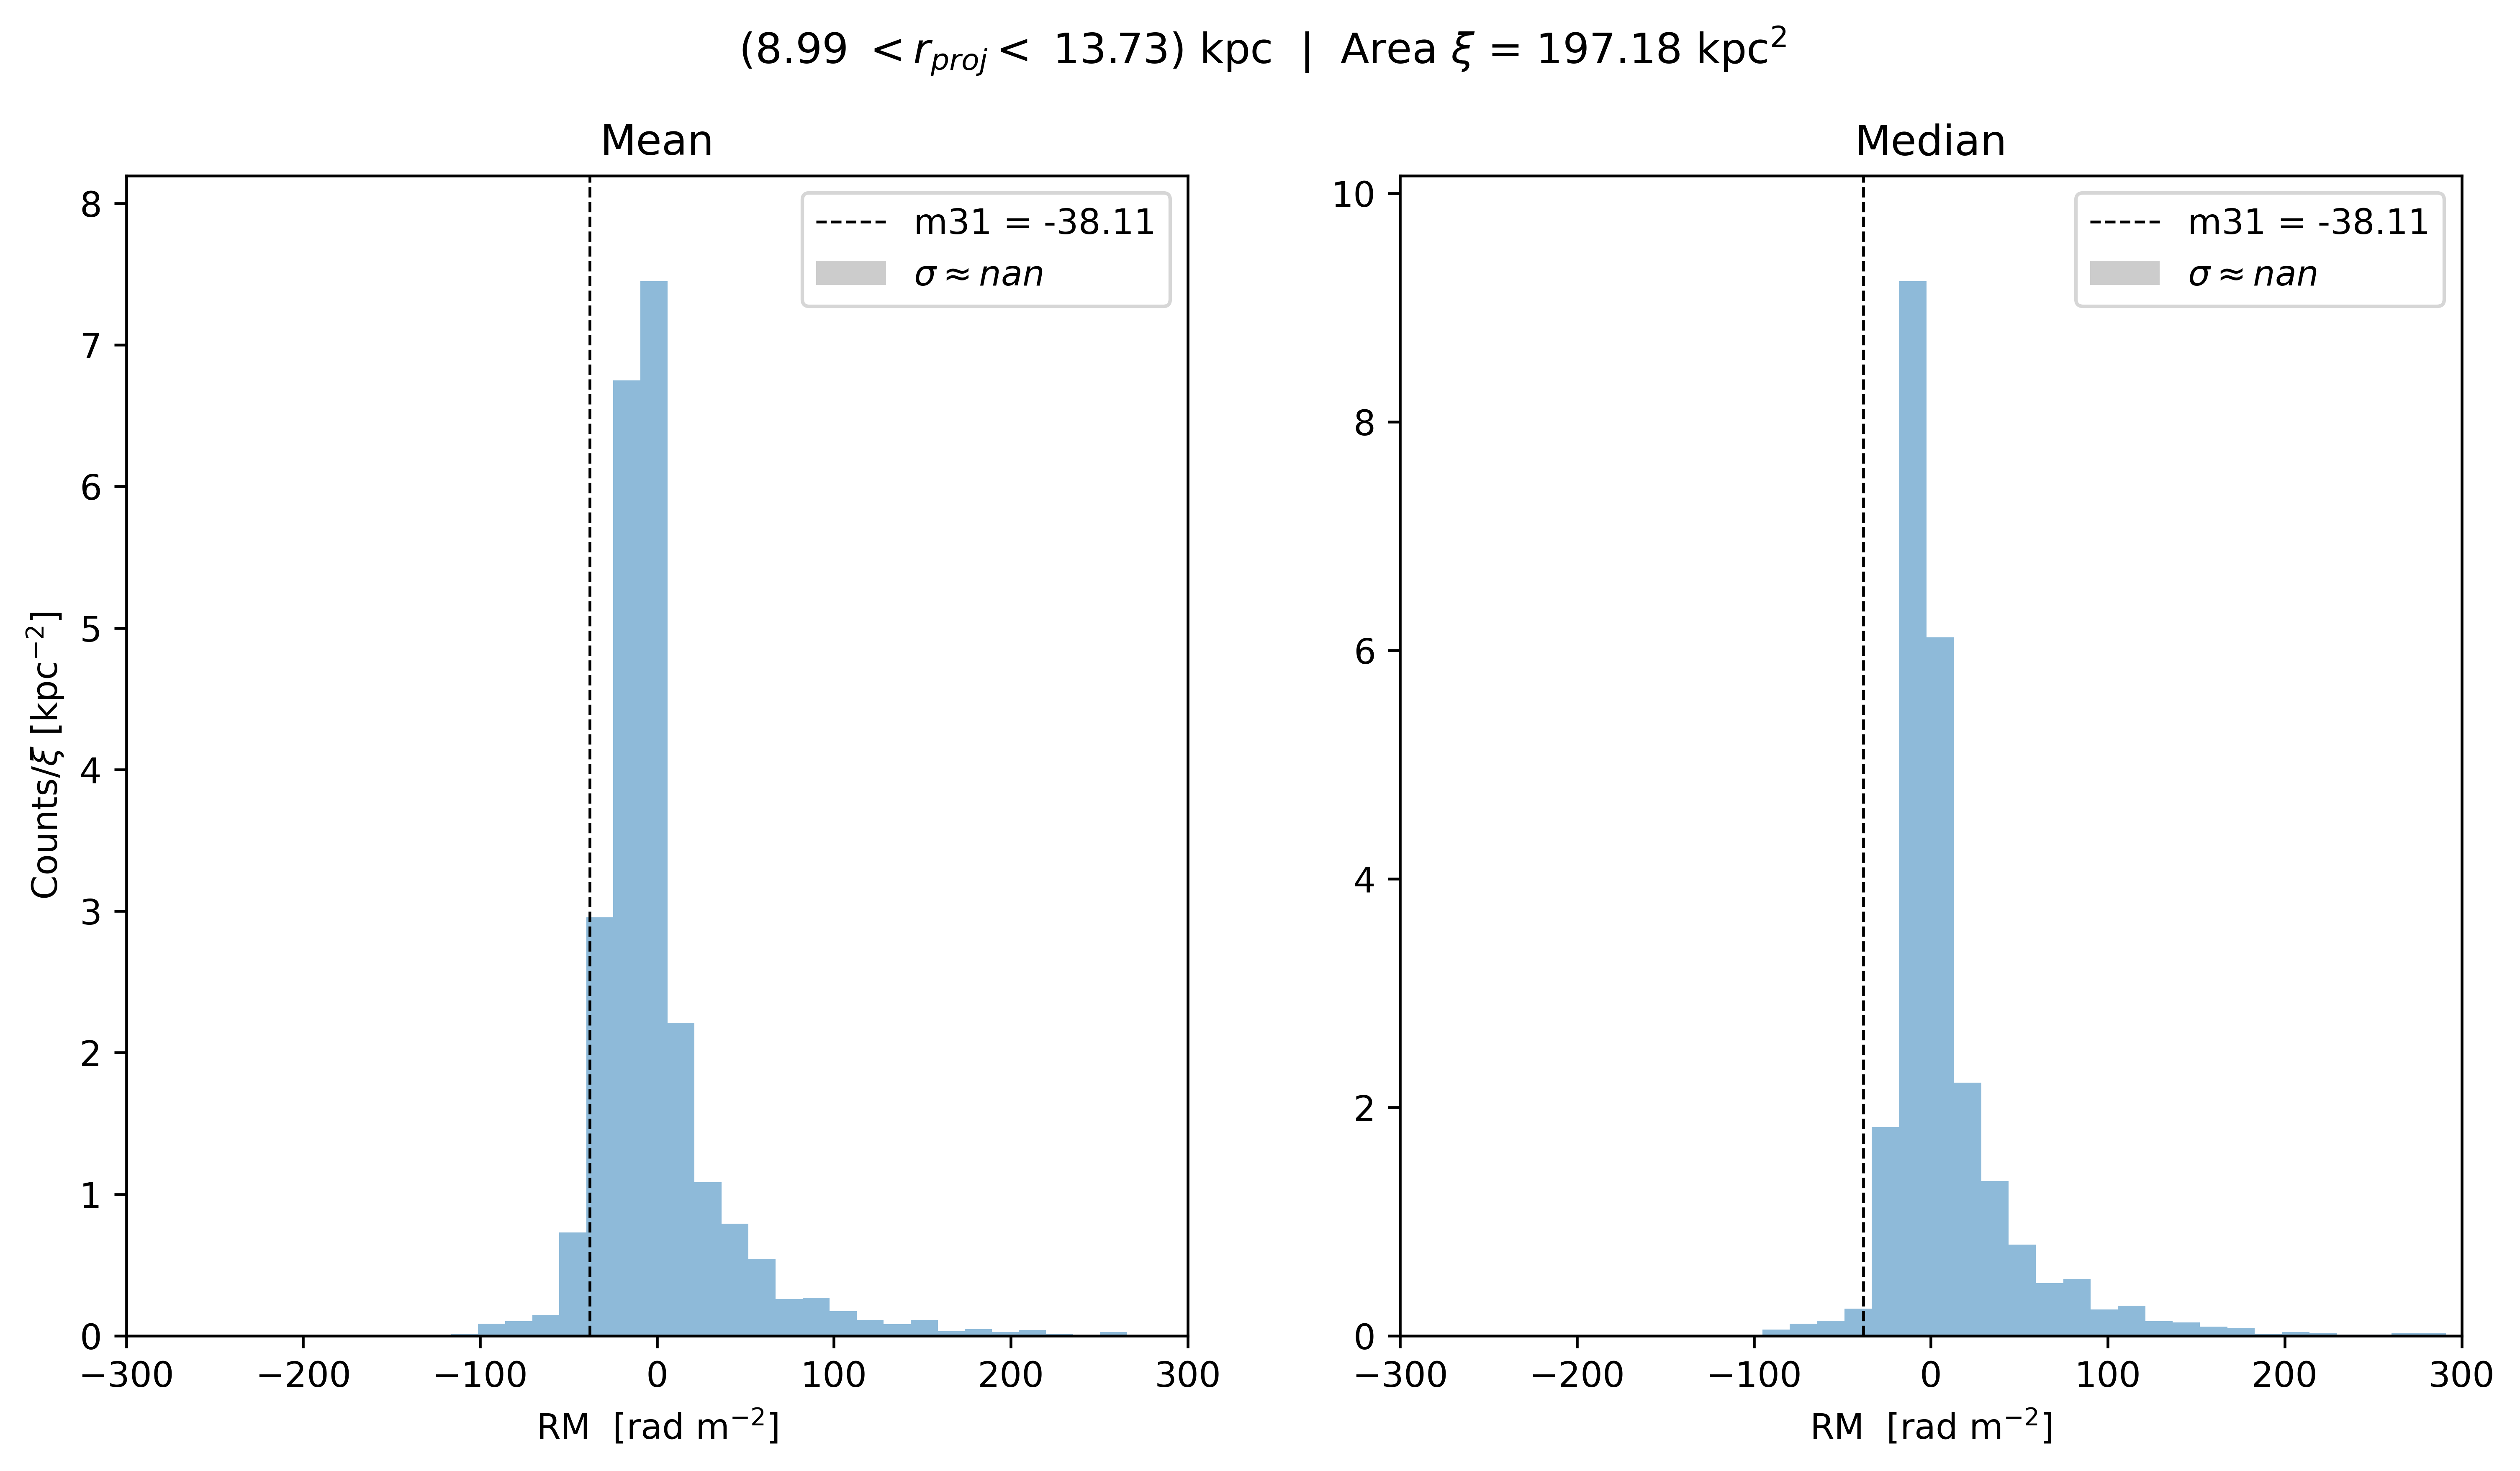 (8.99 < r_proj < 13.73) kpc | Area ξ = 197.18 kpc²
Mean
8
7
6
5
4
3
2
1
0
Counts/ξ [kpc⁻²]
m31 = -38.11
σ ≈ nan
−300
−200
−100
0
100
200
300
RM [rad m⁻²]
Median
10
8
6
4
2
0
m31 = -38.11
σ ≈ nan
−300
−200
−100
0
100
200
300
RM [rad m⁻²]